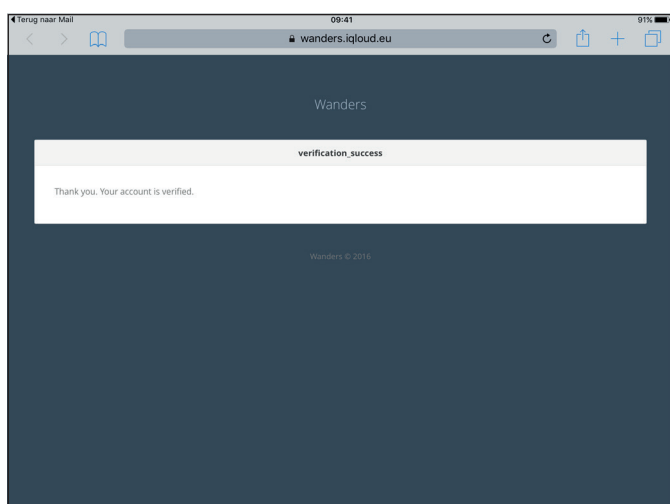 Terug naar Mail 09:41 91%
wanders.iqloud.eu
Wanders
verification_success
Thank you. Your account is verified.
Wanders © 2016